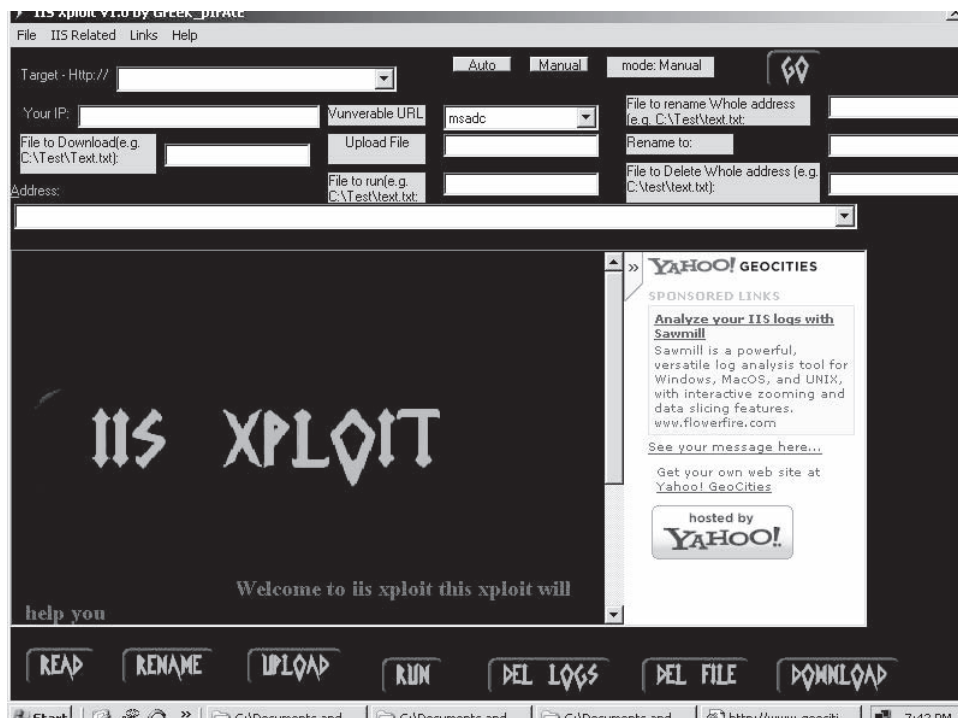 IIS Xploit v1.0 by Greek_pIrAtE
File IIS Related Links Help
Target - Http://
Auto
Manual
mode: Manual
GO
Your IP:
Vunverable URL
msadc
File to rename Whole address
(e.g. C:\Test\text.txt:
File to Download(e.g.
C:\Test\Text.txt):
Upload File
Rename to:
File to run(e.g.
C:\Test\text.txt:
File to Delete Whole address (e.g.
C:\test\text.txt):
Address:
YAHOO! GEOCITIES
SPONSORED LINKS
Analyze your IIS logs with
Sawmill
Sawmill is a powerful,
versatile log analysis tool for
Windows, MacOS, and UNIX,
with interactive zooming and
data slicing features.
www.flowerfire.com
See your message here...
Get your own web site at
Yahoo! GeoCities
hosted by
YAHOO!
IIS XPLOIT
Welcome to iis xploit this xploit will
help you
READ
RENAME
UPLOAD
RUN
DEL LOGS
DEL FILE
DOWNLOAD
Start
C:\Documents and
C:\Documents and
C:\Documents and
http://www.geociti
7:43 PM